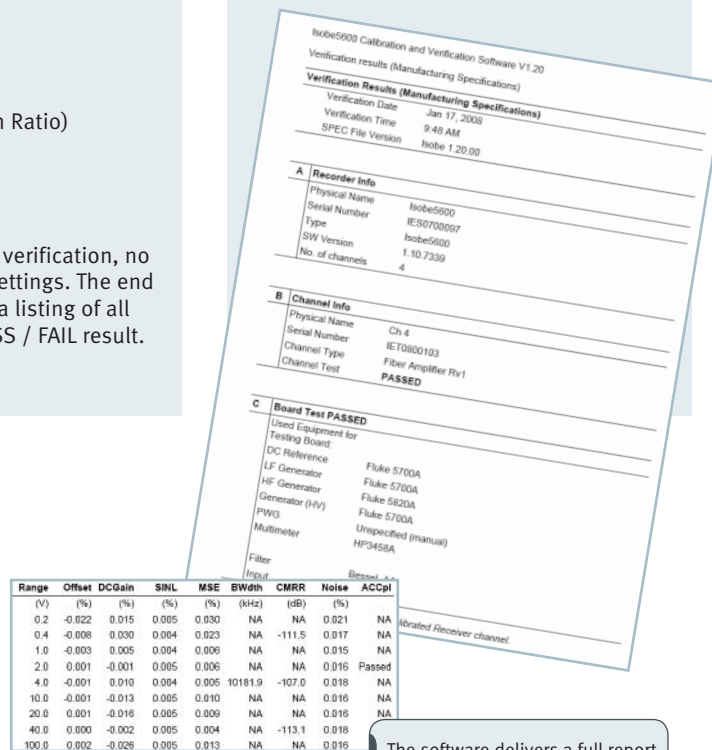 n Ratio)
verification, no
ettings. The end
a listing of all
SS / FAIL result.
Isobe5600 Calibration and Verification Software V1.20
Verification results (Manufacturing Specifications)
Verification Results (Manufacturing Specifications)
Verification Date Jan 17, 2008
Verification Time 9:48 AM
SPEC File Version Isobe 1.20.00
A Recorder Info
Physical Name Isobe5600
Serial Number IES0700097
Type Isobe5600
SW Version 1.10.7339
No. of channels 4
B Channel Info
Physical Name Ch 4
Serial Number IET0800103
Channel Type Fiber Amplifier Rv1
Channel Test PASSED
C Board Test PASSED
Used Equipment for
Testing Board:
DC Reference Fluke 5700A
LF Generator Fluke 5700A
HF Generator Fluke 5820A
Generator (HV) Fluke 5700A
PWG Unspecified (manual)
Multimeter HP3458A
Filter Bessel
Input
librated Receiver channel.
Range Offset DCGain SINL MSE BWdth CMRR Noise ACCpl
(V) (%) (%) (%) (%) (kHz) (dB) (%)
0.2 -0.022 0.015 0.005 0.030 NA NA 0.021 NA
0.4 -0.008 0.030 0.004 0.023 NA -111.5 0.017 NA
1.0 -0.003 0.005 0.004 0.006 NA NA 0.015 NA
2.0 0.001 -0.001 0.005 0.006 NA NA 0.016 Passed
4.0 -0.001 0.010 0.004 0.005 10181.9 -107.0 0.018 NA
10.0 -0.001 -0.013 0.005 0.010 NA NA 0.016 NA
20.0 0.001 -0.016 0.005 0.009 NA NA 0.016 NA
40.0 0.000 -0.002 0.005 0.004 NA -113.1 0.018 NA
100.0 0.002 -0.026 0.005 0.013 NA NA 0.016
The software delivers a full report